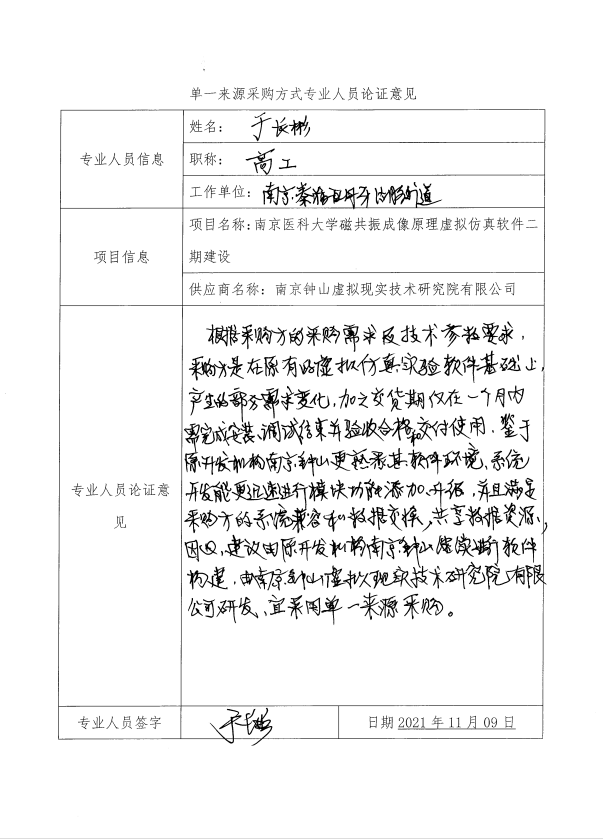 单一来源采购方式专业人员论证意见
专业人员信息
姓名: 于长彬
职称: 高工
工作单位: 南京
项目信息
项目名称:南京医科大学磁共振成像原理虚拟仿真软件二
期建设
供应商名称: 南京钟山虚拟现实技术研究院有限公司
专业人员论证意
见
根据采购方的采购需求及技术参数要求,
采购方是在原有的虚拟仿真实验软件基础上,
产生的部分需求变化,加之交货期仅在一个月内
需完成安装、调试结束并验收合格和交付使用。鉴于
原开发机构南京钟山更熟悉其软件环境、系统
开发能更迅速进行模块功能添加、升级,并且满足
采购方的系统兼容和数据交换,共享数据资源,
因此,建议由原开发机构南京钟山继续 软件
构建,由南京钟山虚拟现实技术研究院有限
公司研发,宜采用单一来源采购。
专业人员签字
于长彬
日期 2021 年 11 月 09 日